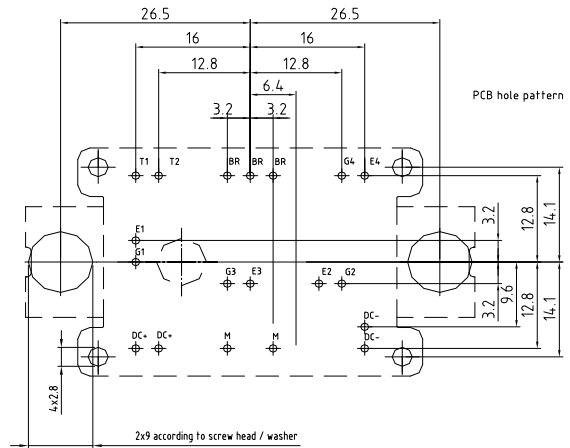 26.5 26.5
16 16
12.8 12.8
6.4
3.2 3.2
PCB hole pattern
T1 T2 BR BR BR G4 E4
E1
G1
G3 E3 E2 G2
3.2 12.8 14.1
3.2 9.6 12.8 14.1
DC-
DC+ DC+ M M DC-
4x2.8
2x9 according to screw head / washer